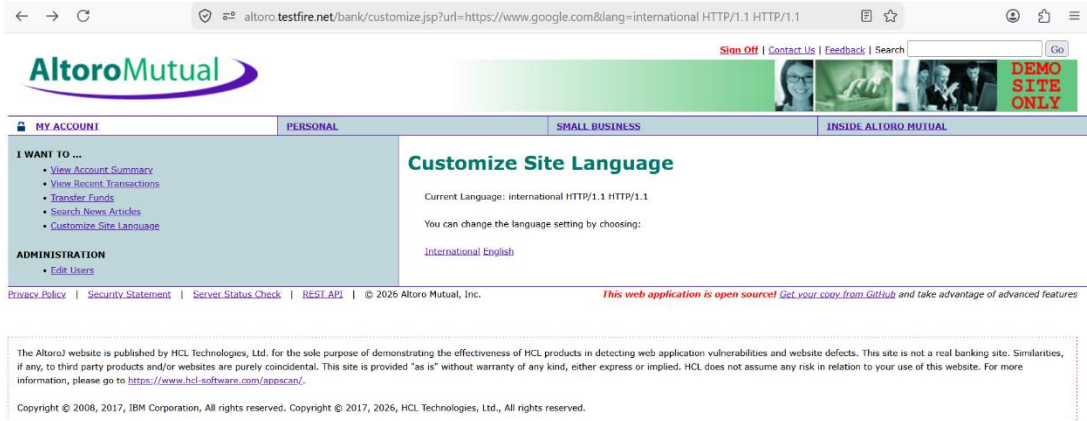 altoro.testfire.net/bank/customize.jsp?url=https://www.google.com&lang=international HTTP/1.1 HTTP/1.1
Sign Off | Contact Us | Feedback | Search Go
AltoroMutual
DEMO
SITE
ONLY
MY ACCOUNT PERSONAL SMALL BUSINESS INSIDE ALTORO MUTUAL
I WANT TO ...
• View Account Summary
• View Recent Transactions
• Transfer Funds
• Search News Articles
• Customize Site Language
ADMINISTRATION
• Edit Users
Customize Site Language
Current Language: international HTTP/1.1 HTTP/1.1
You can change the language setting by choosing:
International English
Privacy Policy | Security Statement | Server Status Check | REST API | © 2026 Altoro Mutual, Inc. This web application is open source! Get your copy from GitHub and take advantage of advanced features
The AltoroJ website is published by HCL Technologies, Ltd. for the sole purpose of demonstrating the effectiveness of HCL products in detecting web application vulnerabilities and website defects. This site is not a real banking site. Similarities,
if any, to third party products and/or websites are purely coincidental. This site is provided "as is" without warranty of any kind, either express or implied. HCL does not assume any risk in relation to your use of this website. For more
information, please go to https://www.hcl-software.com/appscan/.
Copyright © 2008, 2017, IBM Corporation, All rights reserved. Copyright © 2017, 2026, HCL Technologies, Ltd., All rights reserved.